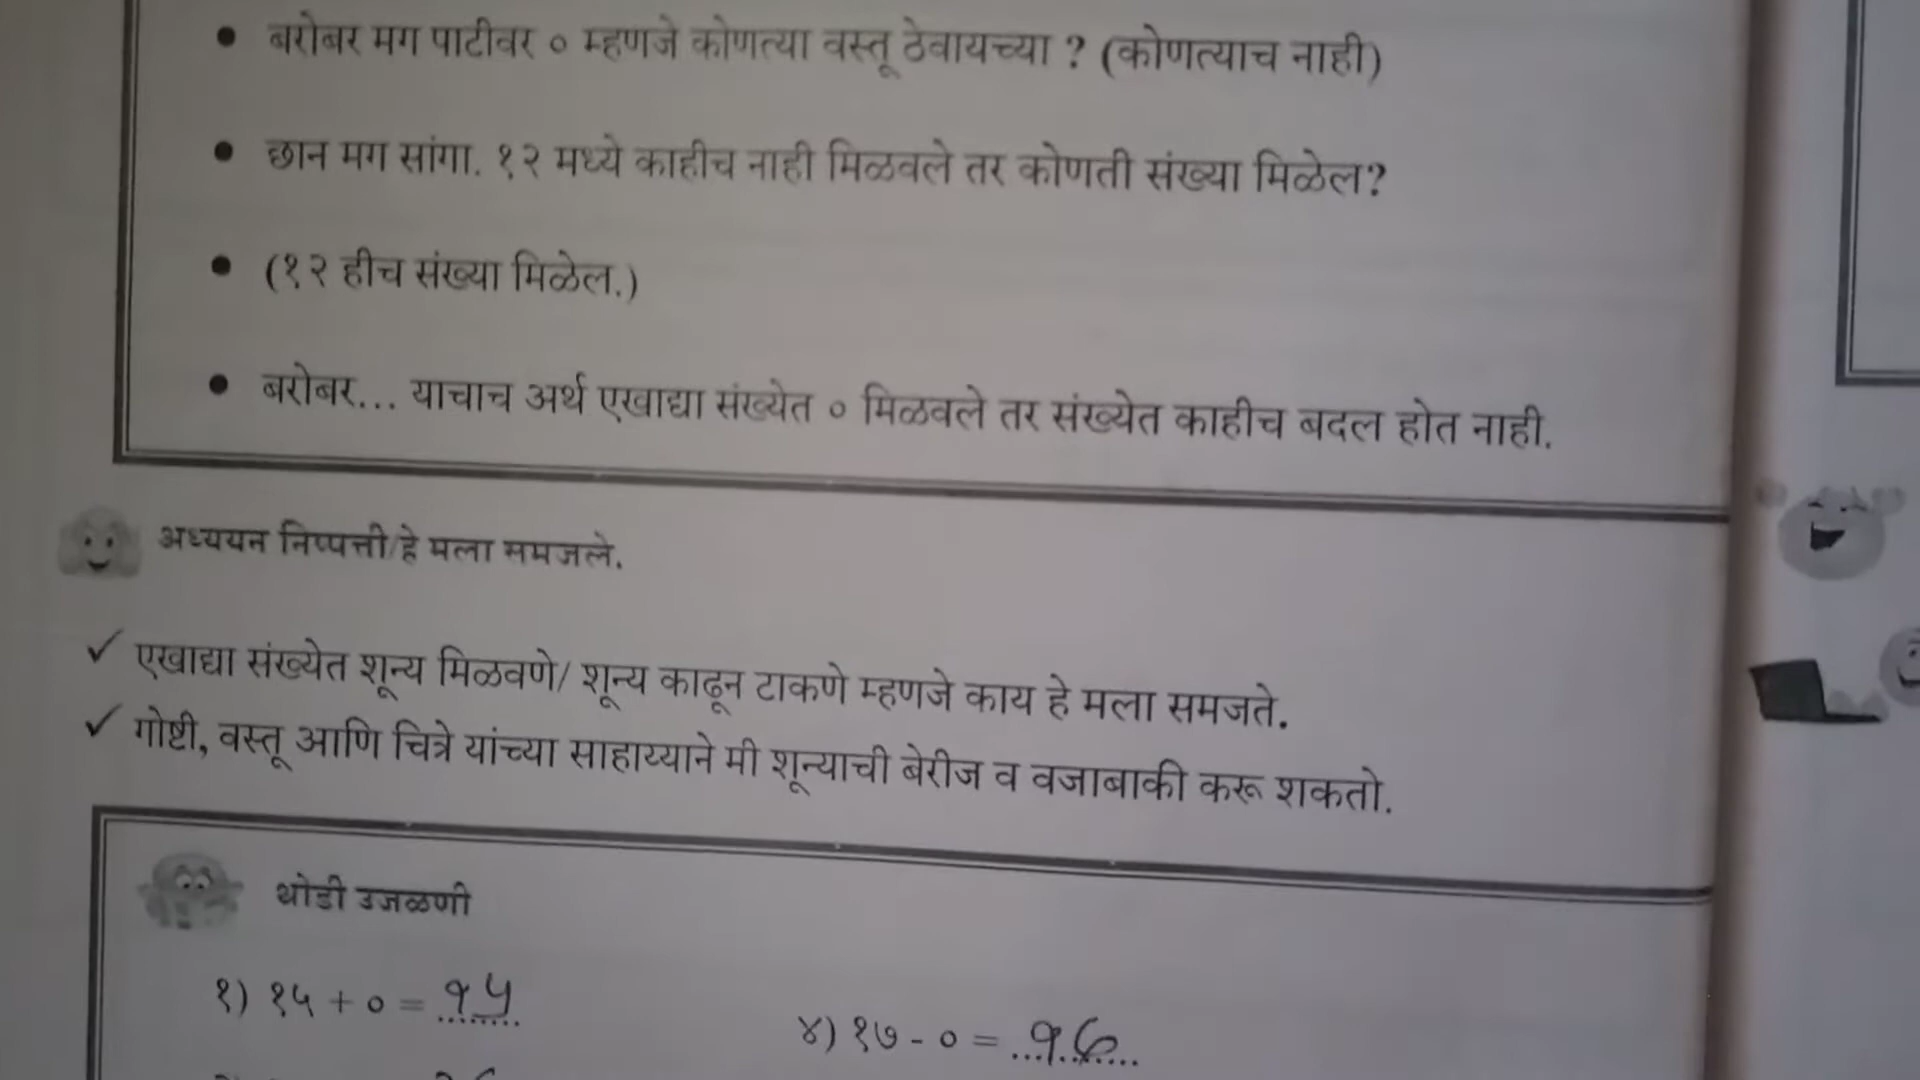 • बरोबर मग पाटीवर ० म्हणजे कोणत्या वस्तू ठेवायच्या ? (कोणत्याच नाही)
• छान मग सांगा. १२ मध्ये काहीच नाही मिळवले तर कोणती संख्या मिळेल?
• (१२ हीच संख्या मिळेल.)
• बरोबर... याचाच अर्थ एखाद्या संख्येत ० मिळवले तर संख्येत काहीच बदल होत नाही.
अध्ययन निष्पत्ती/हे मला समजले.
✓ एखाद्या संख्येत शून्य मिळवणे/ शून्य काढून टाकणे म्हणजे काय हे मला समजते.
✓ गोष्टी, वस्तू आणि चित्रे यांच्या साहाय्याने मी शून्याची बेरीज व वजाबाकी करू शकतो.
थोडी उजळणी
१) १५ + ० = १५
४) १७ - ० = १७